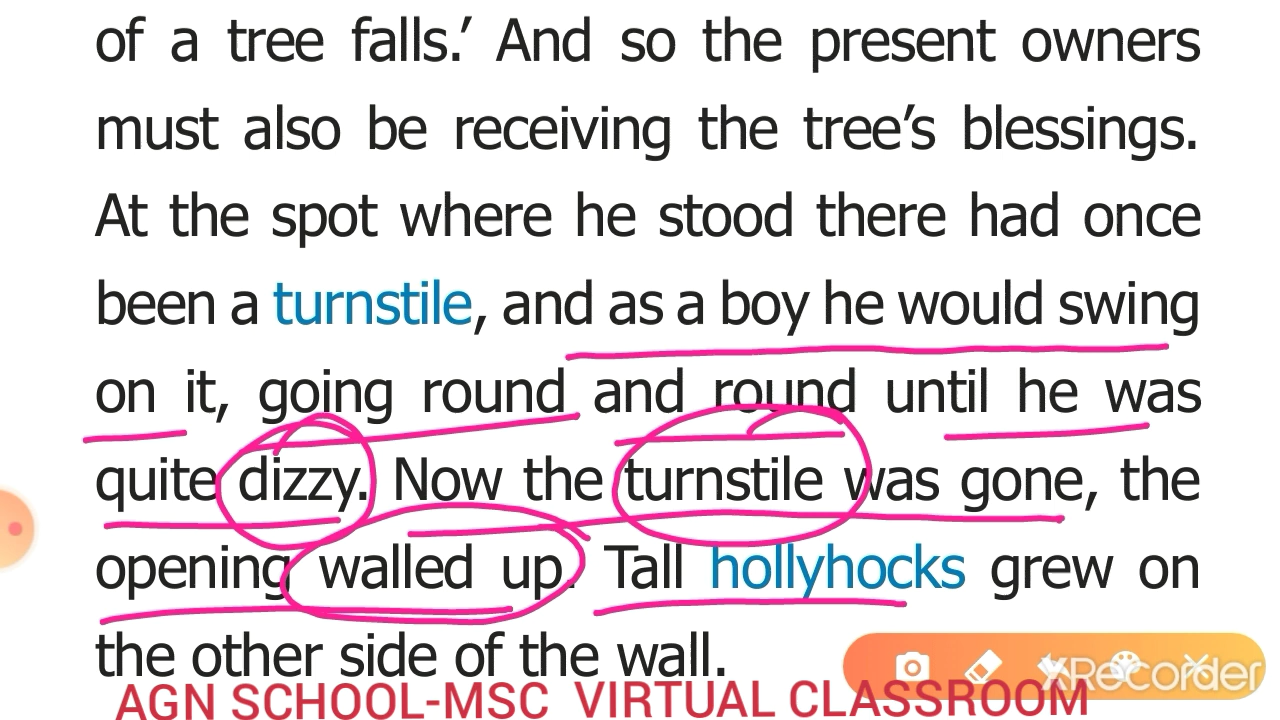 of a tree falls.’ And so the present owners
must also be receiving the tree’s blessings.
At the spot where he stood there had once
been a turnstile, and as a boy he would swing
on it, going round and round until he was
quite dizzy. Now the turnstile was gone, the
opening walled up. Tall hollyhocks grew on
the other side of the wall.
XRecorder
AGN SCHOOL-MSC VIRTUAL CLASSROOM